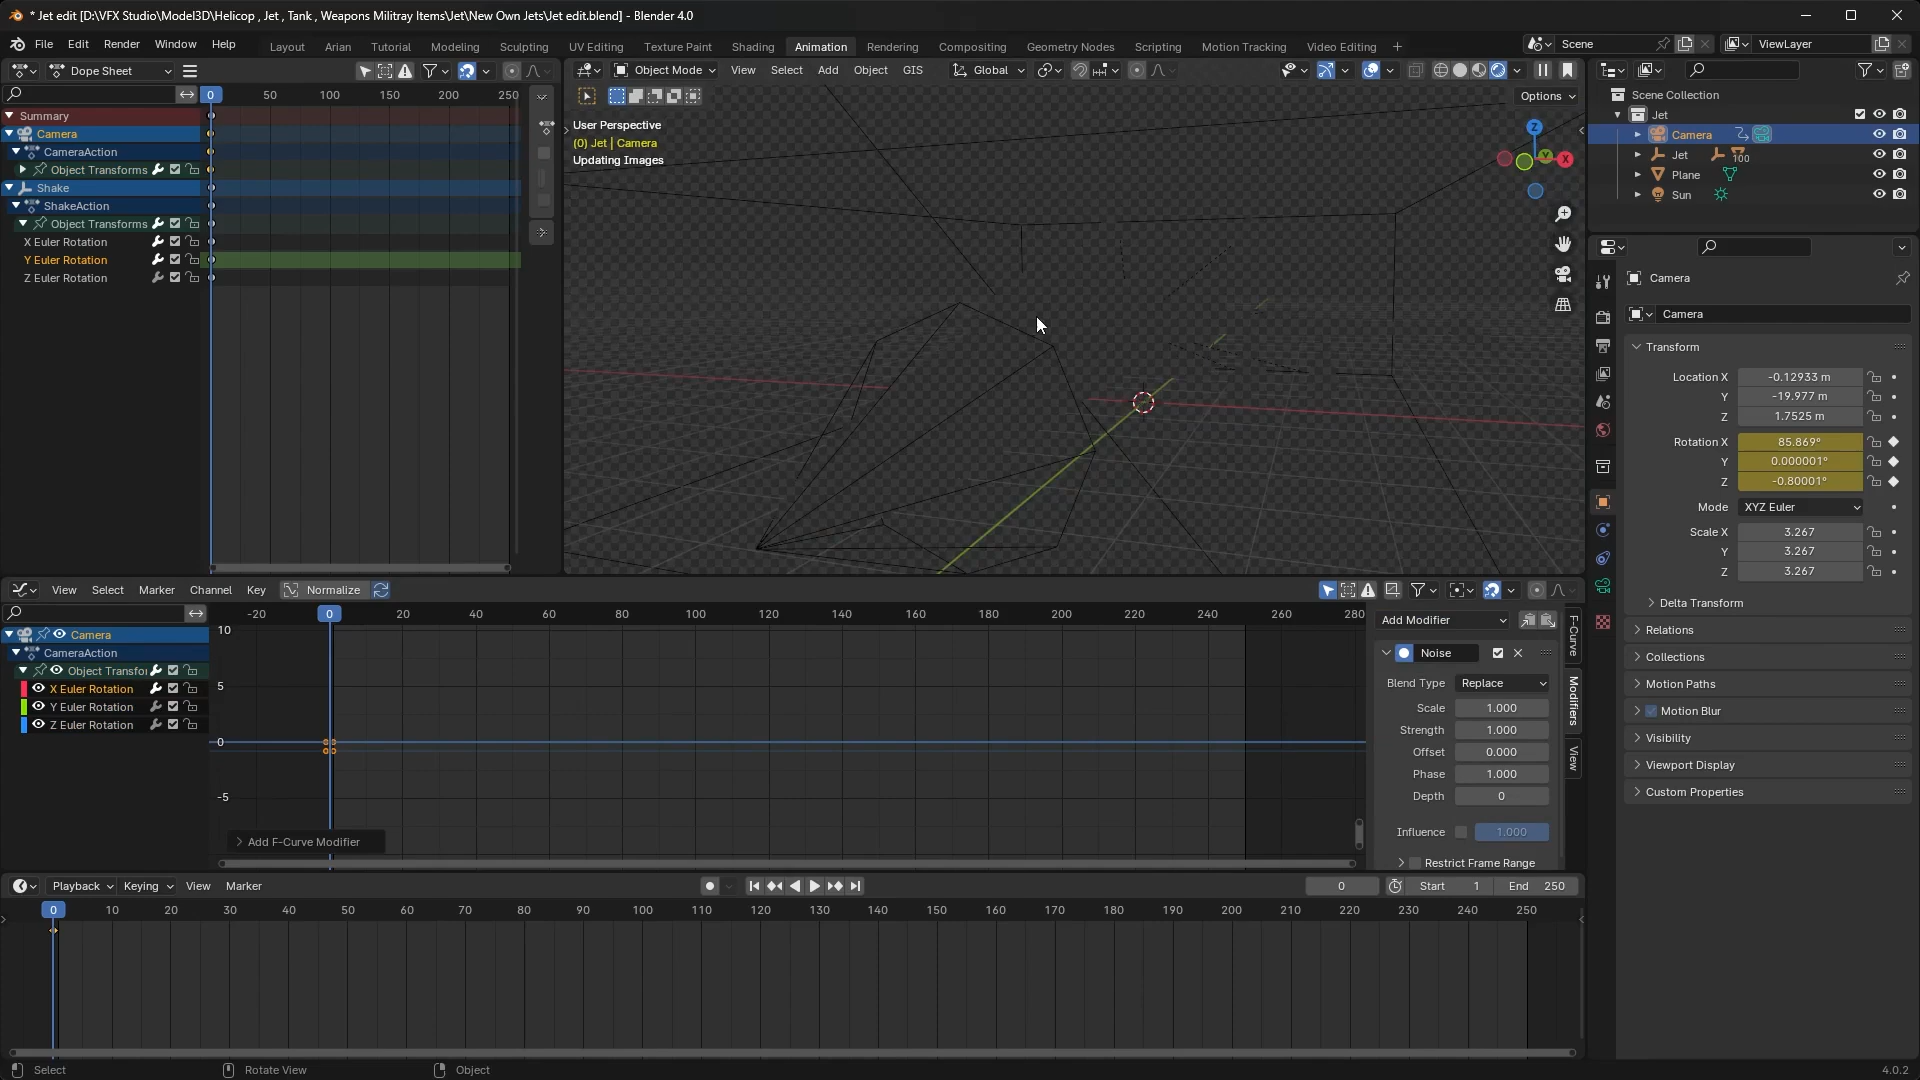 * Jet edit [D:\VFX Studio\Model3D\Helicop , Jet , Tank , Weapons Militray Items\Jet\New Own Jets\Jet edit.blend] - Blender 4.0
File Edit Render Window Help Layout Arian Tutorial Modeling Sculpting UV Editing Texture Paint Shading Animation Rendering Compositing Geometry Nodes Scripting Motion Tracking Video Editing + Scene ViewLayer
Dope Sheet
Object Mode View Select Add Object GIS Global
0 50 100 150 200 250
Options
Summary
Camera
CameraAction
Object Transforms
Shake
ShakeAction
Object Transforms
X Euler Rotation
Y Euler Rotation
Z Euler Rotation
User Perspective
(0) Jet | Camera
Updating Images
Z
Y
X
Scene Collection
Jet
Camera
Jet 100
Plane
Sun
Camera
Camera
Transform
Location X -0.12933 m
Y -19.977 m
Z 1.7525 m
Rotation X 85.869°
Y 0.000001°
Z -0.80001°
Mode XYZ Euler
Scale X 3.267
Y 3.267
Z 3.267
Delta Transform
Relations
Collections
Motion Paths
Motion Blur
Visibility
Viewport Display
Custom Properties
View Select Marker Channel Key Normalize
-20 0 20 40 60 80 100 120 140 160 180 200 220 240 260 280
10
5
0
-5
Camera
CameraAction
Object Transfo
X Euler Rotation
Y Euler Rotation
Z Euler Rotation
Add F-Curve Modifier
Add Modifier
Noise
Blend Type Replace
Scale 1.000
Strength 1.000
Offset 0.000
Phase 1.000
Depth 0
Influence 1.000
Restrict Frame Range
F-Curve
Modifiers
View
Playback Keying View Marker 0 Start 1 End 250
0 10 20 30 40 50 60 70 80 90 100 110 120 130 140 150 160 170 180 190 200 210 220 230 240 250
Select Rotate View Object 4.0.2